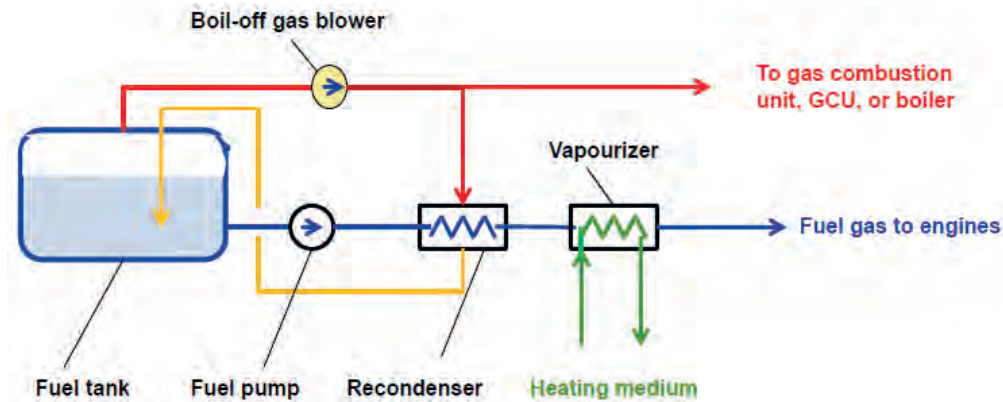 Boil-off gas blower
To gas combustion
unit, GCU, or boiler
Vapourizer
Fuel gas to engines
Fuel tank
Fuel pump
Recondenser
Heating medium